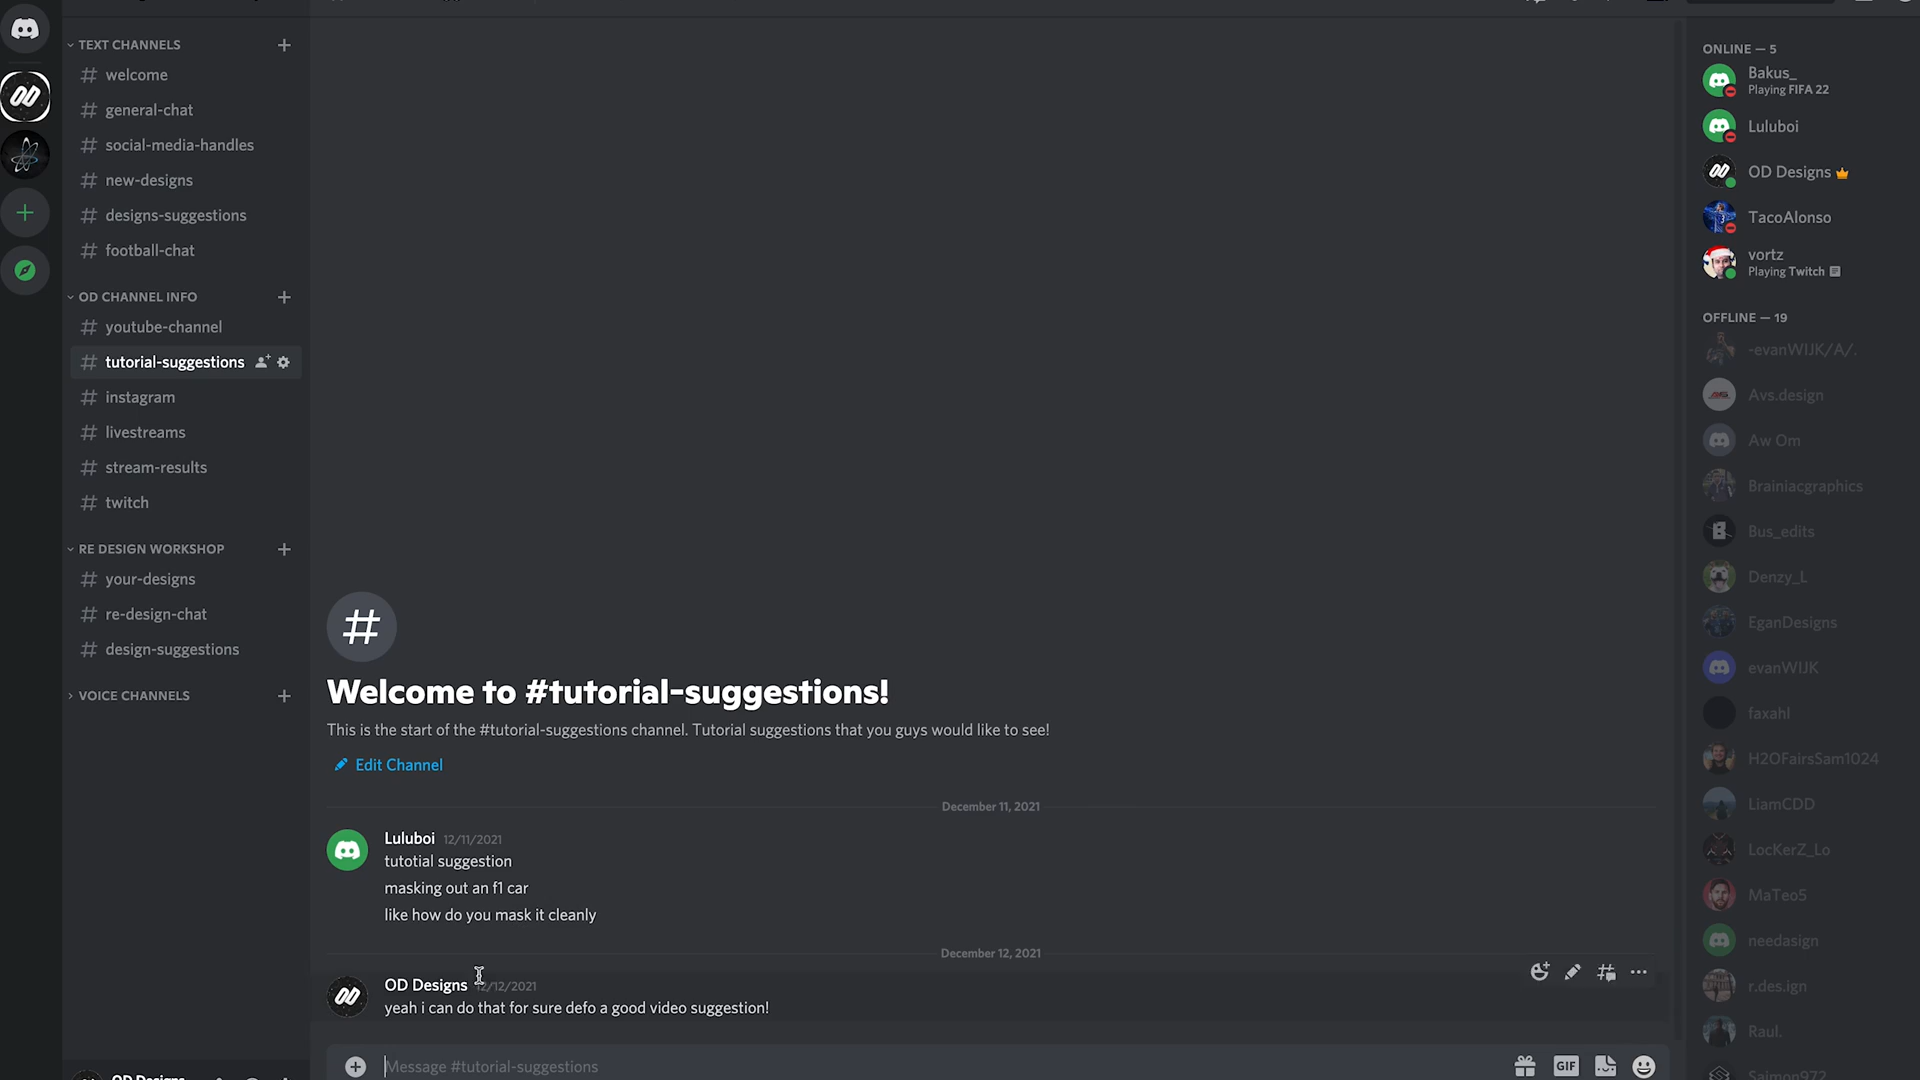 TEXT CHANNELS
welcome
general-chat
social-media-handles
new-designs
designs-suggestions
football-chat
OD CHANNEL INFO
youtube-channel
tutorial-suggestions
instagram
livestreams
stream-results
twitch
RE DESIGN WORKSHOP
your-designs
re-design-chat
design-suggestions
VOICE CHANNELS
OD Designs
Welcome to #tutorial-suggestions!
This is the start of the #tutorial-suggestions channel. Tutorial suggestions that you guys would like to see!
Edit Channel
December 11, 2021
Luluboi 12/11/2021
tutotial suggestion
masking out an f1 car
like how do you mask it cleanly
December 12, 2021
OD Designs 12/12/2021
yeah i can do that for sure defo a good video suggestion!
Message #tutorial-suggestions
GIF
ONLINE — 5
Bakus_
Playing FIFA 22
Luluboi
OD Designs
TacoAlonso
vortz
Playing Twitch
OFFLINE — 19
-evanWIJK/A/.
Avs.design
Aw Om
Brainiacgraphics
Bus_edits
Denzy_L
EganDesigns
evanWIJK
faxahl
H2OFairsSam1024
LiamCDD
LocKerZ_Lo
MaTeo5
needasign
r.des.ign
Raul.
Saimon972